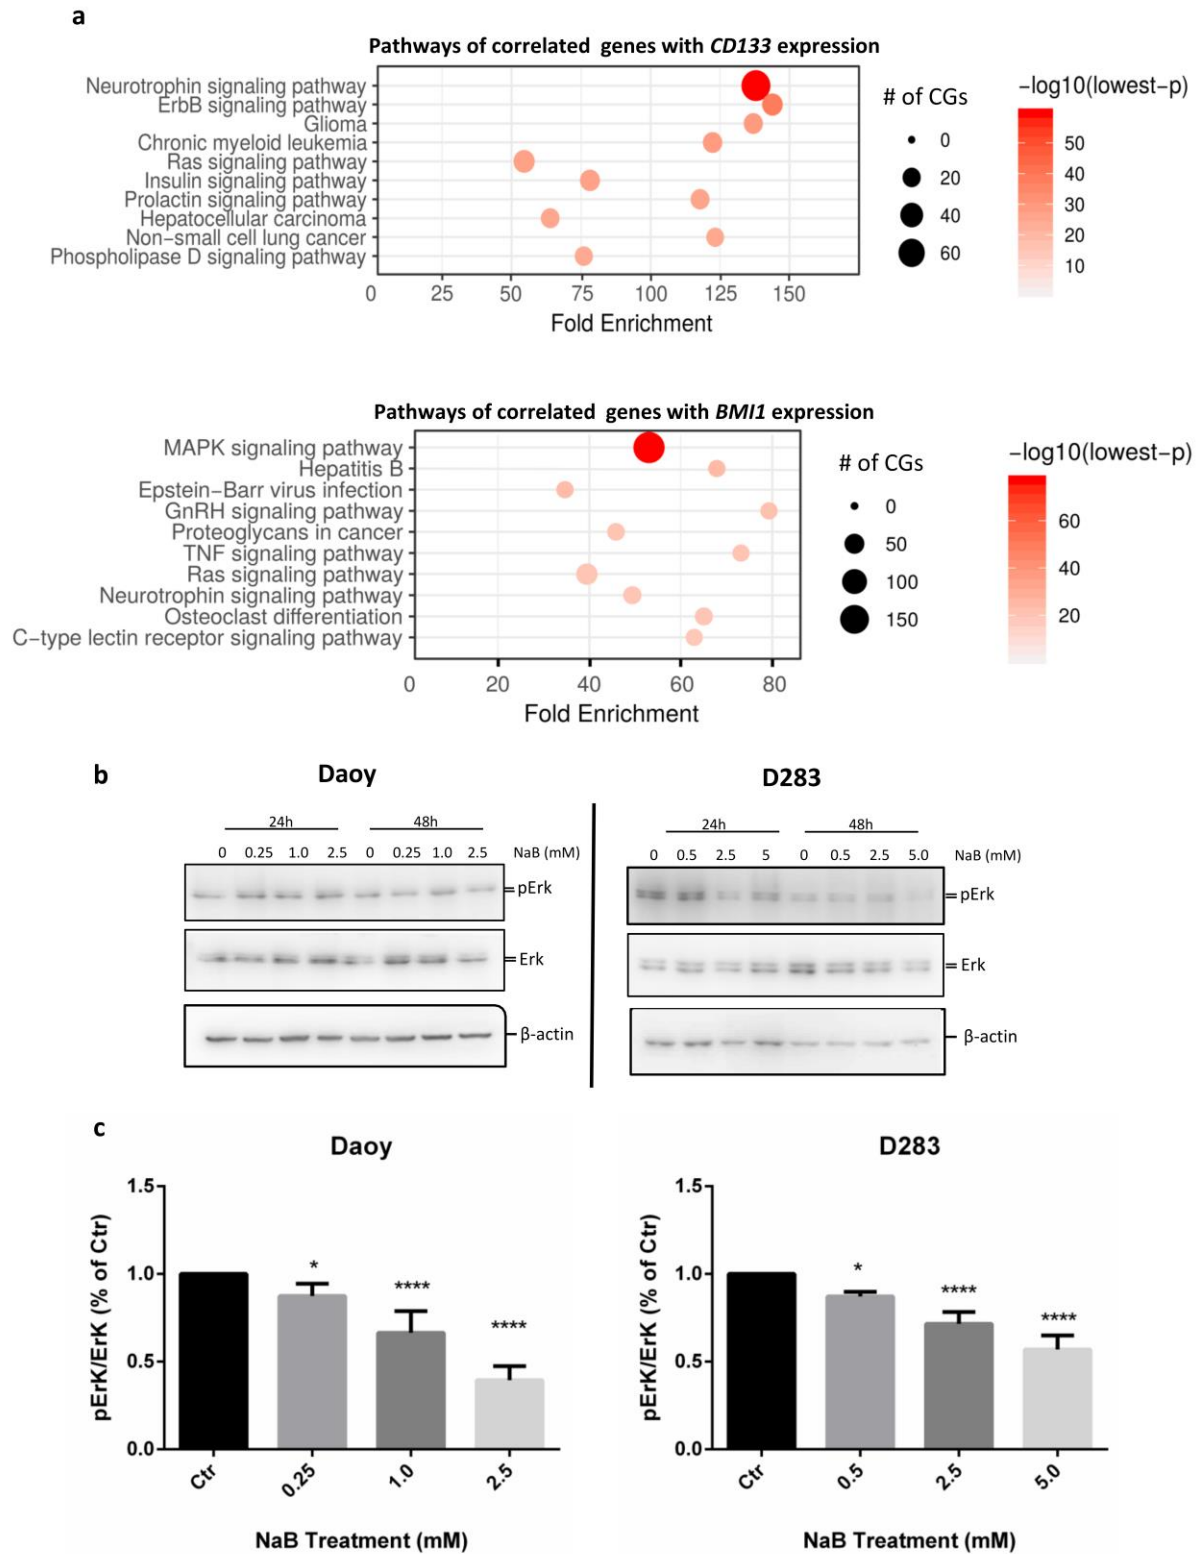 a
Pathways of correlated genes with CD133 expression
Neurotrophin signaling pathway
ErbB signaling pathway
Glioma
Chronic myeloid leukemia
Ras signaling pathway
Insulin signaling pathway
Prolactin signaling pathway
Hepatocellular carcinoma
Non−small cell lung cancer
Phospholipase D signaling pathway
0 25 50 75 100 125 150
Fold Enrichment
# of CGs
0
20
40
60
−log10(lowest−p)
50
40
30
20
10
Pathways of correlated genes with BMI1 expression
MAPK signaling pathway
Hepatitis B
Epstein−Barr virus infection
GnRH signaling pathway
Proteoglycans in cancer
TNF signaling pathway
Ras signaling pathway
Neurotrophin signaling pathway
Osteoclast differentiation
C−type lectin receptor signaling pathway
0 20 40 60 80
Fold Enrichment
# of CGs
0
50
100
150
−log10(lowest−p)
60
40
20
b
Daoy
24h 48h
0 0.25 1.0 2.5 0 0.25 1.0 2.5 NaB (mM)
pErk
Erk
β-actin
D283
24h 48h
0 0.5 2.5 5 0 0.5 2.5 5.0 NaB (mM)
pErk
Erk
β-actin
c
Daoy
pErK/ErK (% of Ctr)
1.5
1.0
0.5
0.0
* **** ****
Ctr 0.25 1.0 2.5
NaB Treatment (mM)
D283
pErK/ErK (% of Ctr)
1.5
1.0
0.5
0.0
* **** ****
Ctr 0.5 2.5 5.0
NaB Treatment (mM)